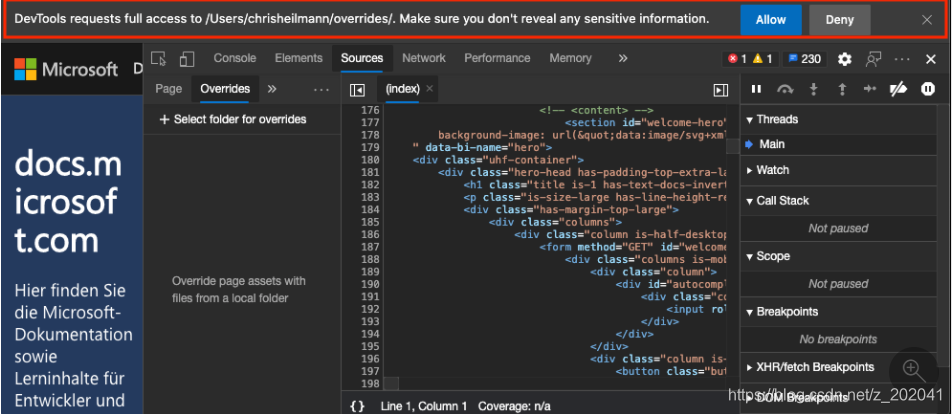 DevTools requests full access to /Users/chrisheilmann/overrides/. Make sure you don't reveal any sensitive information.
Allow
Deny
Microsoft D
Console
Elements
Sources
Network
Performance
Memory
1
1
230
Page
Overrides
(index)
+ Select folder for overrides
docs.m
icrosof
t.com
Hier finden Sie
die Microsoft-
Dokumentation
sowie
Lerninhalte für
Entwickler und
Override page assets with
files from a local folder
176 <!-- <content> -->
177 <section id="welcome-hero"
178 background-image: url(&quot;data:image/svg+xml
179 " data-bi-name="hero">
180 <div class="uhf-container">
181 <div class="hero-head has-padding-top-extra-la
182 <h1 class="title is-1 has-text-docs-invert
183 <p class="is-size-large has-line-height-re
184 <div class="has-margin-top-large">
185 <div class="columns">
186 <div class="column is-half-desktop
187 <form method="GET" id="welcome
188 <div class="columns is-mob
189 <div class="column">
190 <div id="autocompl
191 <div class="co
192 <input rol
193 </div>
194 </div>
195 </div>
196 <div class="column is-
197 <button class="but
198
{ } Line 1, Column 1 Coverage: n/a
Threads
Main
Watch
Call Stack
Not paused
Scope
Not paused
Breakpoints
No breakpoints
XHR/fetch Breakpoints
DOM Breakpoints
https://blog.csdn.net/z_202041